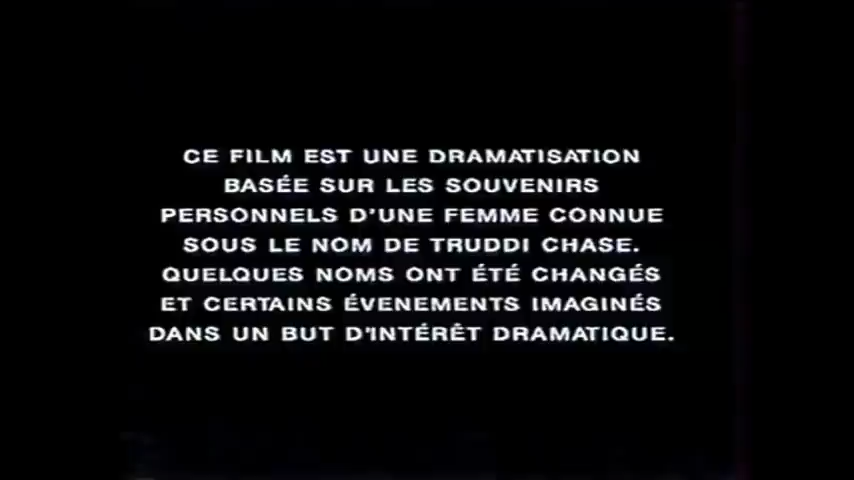 CE FILM EST UNE DRAMATISATION
BASÉE SUR LES SOUVENIRS
PERSONNELS D'UNE FEMME CONNUE
SOUS LE NOM DE TRUDDI CHASE.
QUELQUES NOMS ONT ÉTÉ CHANGÉS
ET CERTAINS ÉVENEMENTS IMAGINÉS
DANS UN BUT D'INTÉRÊT DRAMATIQUE.